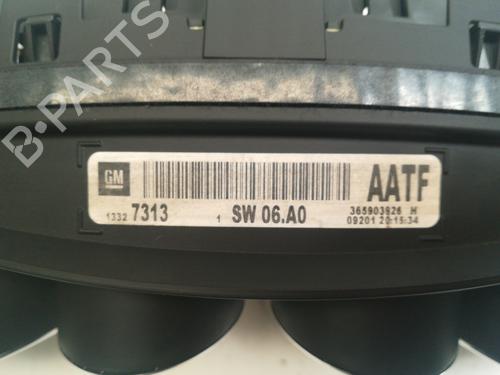 B-PARTS
GM
AATF
1332 7313 1 SW 06.A0
365903926 H
09201 20:15:34